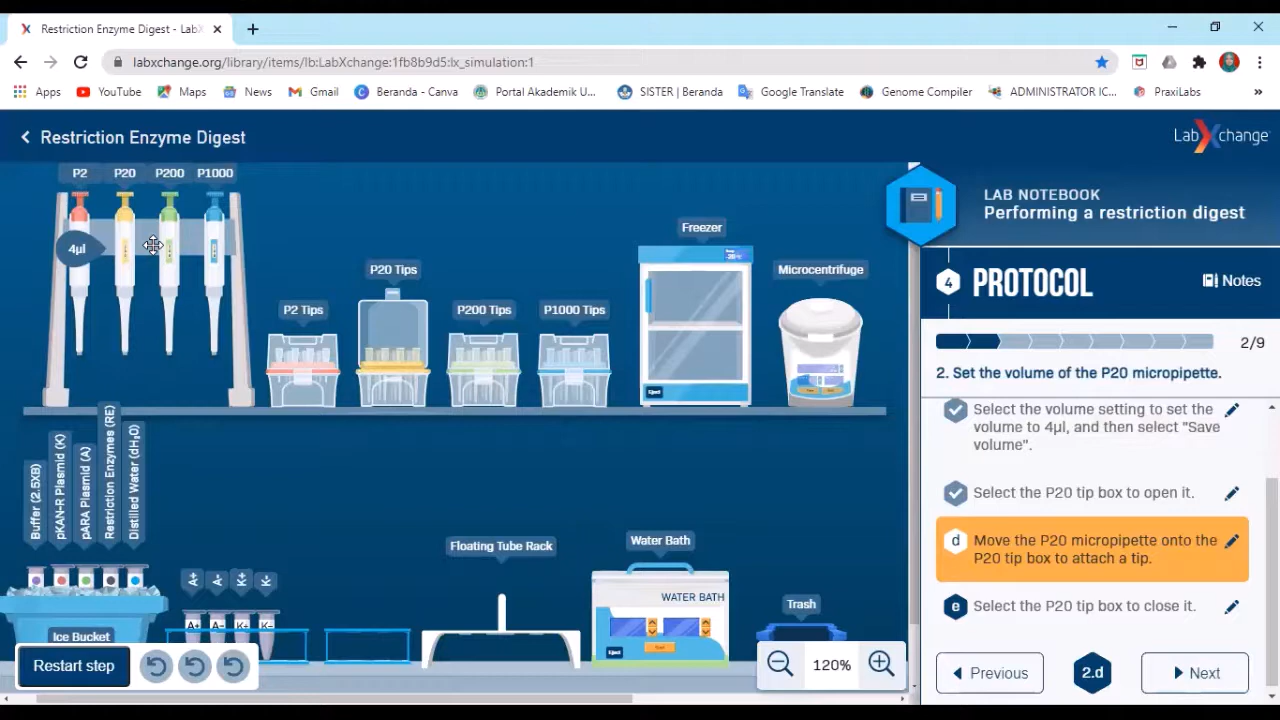 Restriction Enzyme Digest - LabX
labxchange.org/library/items/lb:LabXchange:1fb8b9d5:lx_simulation:1
Apps YouTube Maps News Gmail Beranda - Canva Portal Akademik U... SISTER | Beranda Google Translate Genome Compiler ADMINISTRATOR IC... PraxiLabs »
Restriction Enzyme Digest
LabXchange
P2 P20 P200 P1000
4µl
P2 Tips
P20 Tips
P200 Tips
P1000 Tips
Freezer
Eject
Microcentrifuge
Buffer (2.5XB)
pKAN-R Plasmid (K)
pARA Plasmid (A)
Restriction Enzymes (RE)
Distilled Water (dH₂O)
Ice Bucket
A+ A- K+ K-
A+ A- K+ K-
Floating Tube Rack
Water Bath
WATER BATH
Eject
Trash
Restart step
120%
LAB NOTEBOOK
Performing a restriction digest
4 PROTOCOL
Notes
2/9
2. Set the volume of the P20 micropipette.
Select the volume setting to set the
volume to 4µl, and then select "Save
volume".
Select the P20 tip box to open it.
d Move the P20 micropipette onto the
P20 tip box to attach a tip.
e Select the P20 tip box to close it.
Previous
2.d
Next